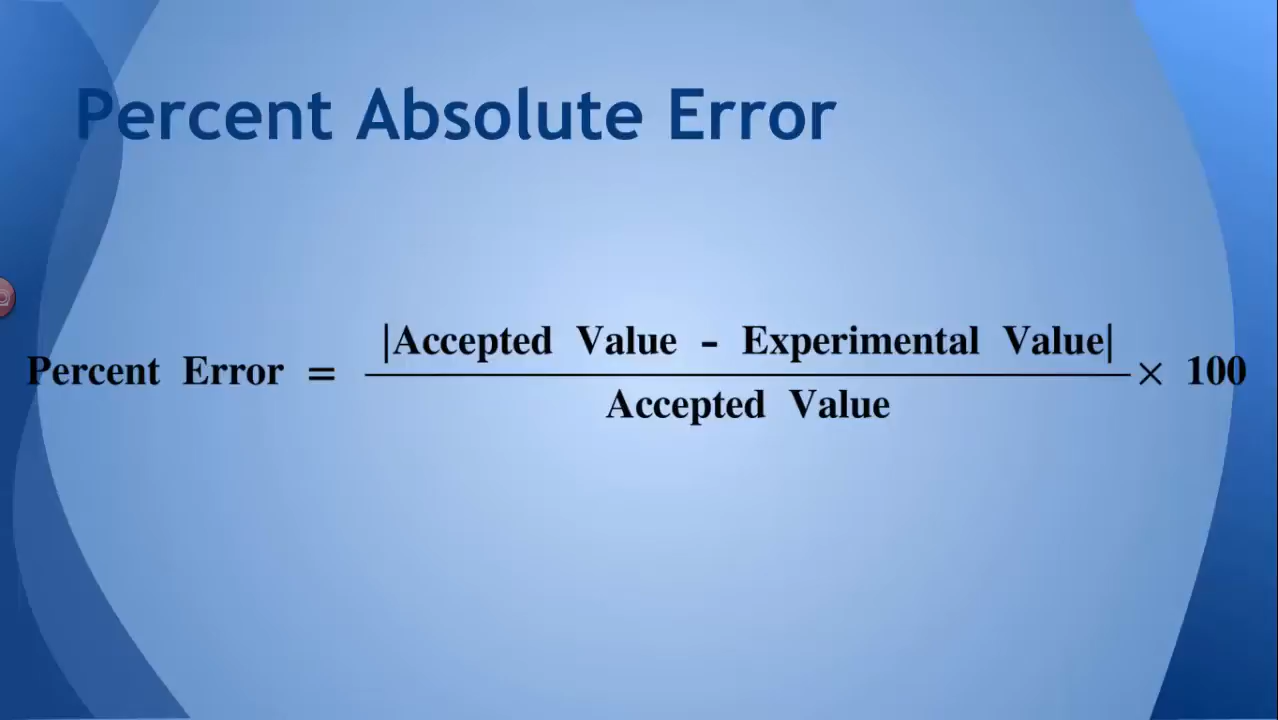 Percent Absolute Error
|Accepted Value - Experimental Value|
Percent Error = × 100
Accepted Value